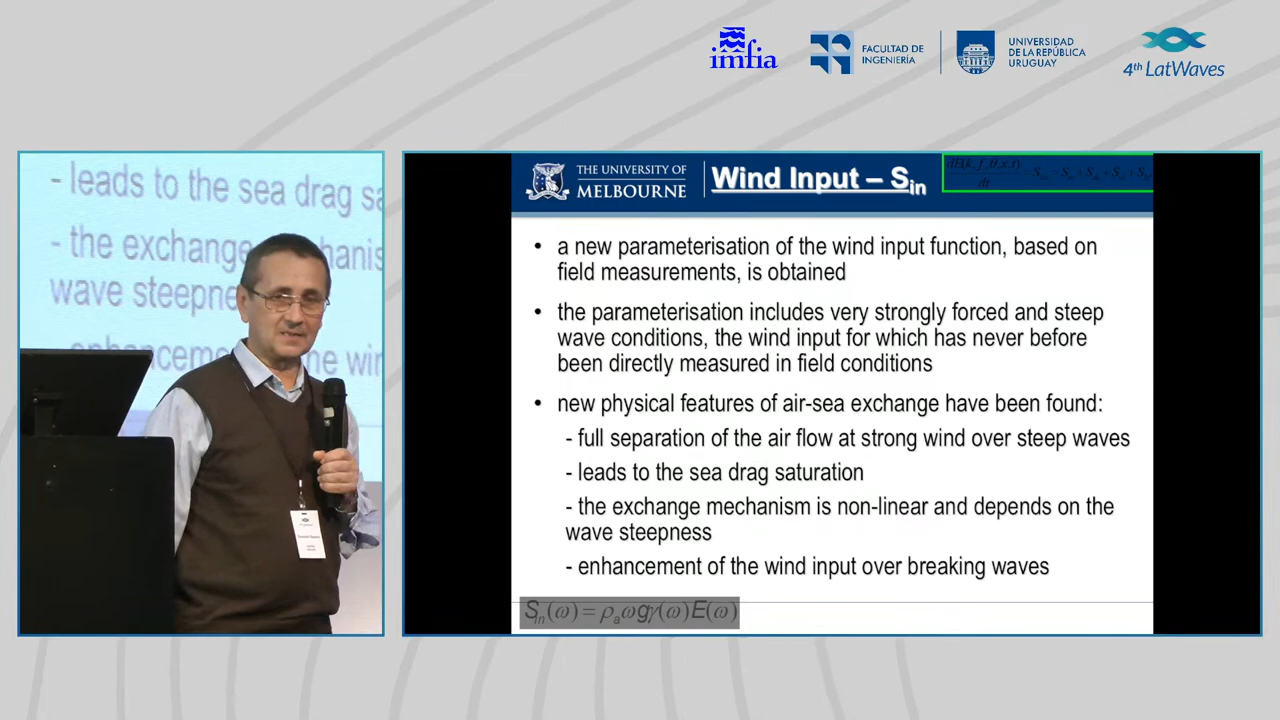 imfia
FACULTAD DE
INGENIERÍA
UNIVERSIDAD
DE LA REPÚBLICA
URUGUAY
4th LatWaves
- leads to the sea drag sa
- the exchange mechanis
wave steepne
THE UNIVERSITY OF
MELBOURNE
Wind Input – Sin
a new parameterisation of the wind input function, based on
field measurements, is obtained
the parameterisation includes very strongly forced and steep
wave conditions, the wind input for which has never before
been directly measured in field conditions
new physical features of air-sea exchange have been found:
- full separation of the air flow at strong wind over steep waves
- leads to the sea drag saturation
- the exchange mechanism is non-linear and depends on the
wave steepness
- enhancement of the wind input over breaking waves
Sin(ω) = ρaωgγ(ω)E(ω)